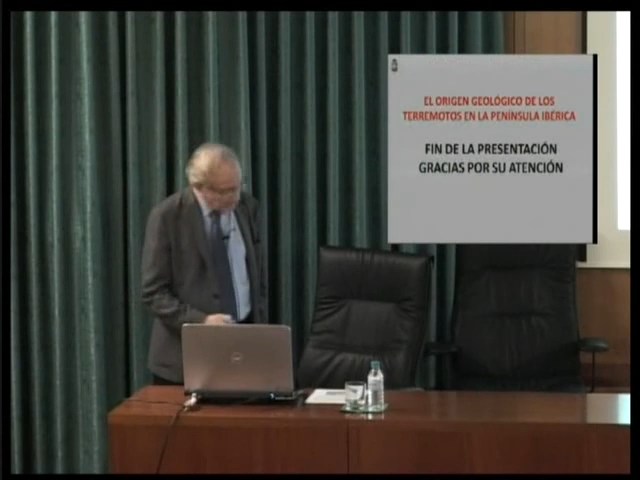 EL ORIGEN GEOLÓGICO DE LOS
TERREMOTOS EN LA PENÍNSULA IBÉRICA
FIN DE LA PRESENTACIÓN
GRACIAS POR SU ATENCIÓN